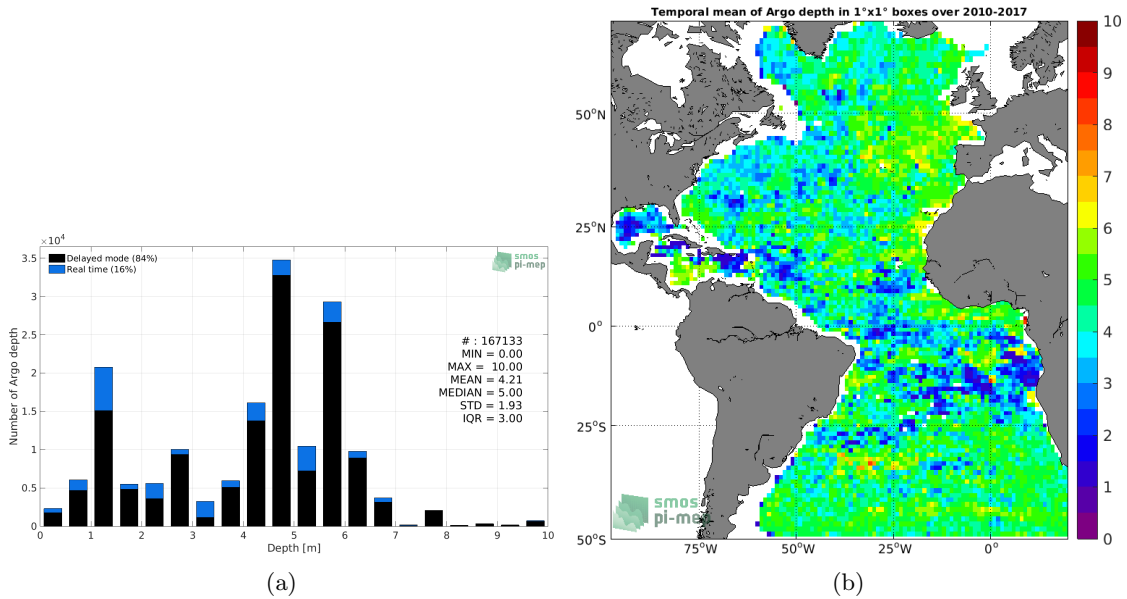 ×10⁴
Delayed mode (84%)
Real time (16%)
smos
pi-mep
3.5
3
2.5
2
1.5
1
0.5
0
Number of Argo depth
# : 167133
MIN = 0.00
MAX = 10.00
MEAN = 4.21
MEDIAN = 5.00
STD = 1.93
IQR = 3.00
0 1 2 3 4 5 6 7 8 9 10
Depth [m]
(a)
Temporal mean of Argo depth in 1°x1° boxes over 2010-2017
50°N
25°N
0°
25°S
50°S
75°W 50°W 25°W 0°
smos
pi-mep
10
9
8
7
6
5
4
3
2
1
0
(b)